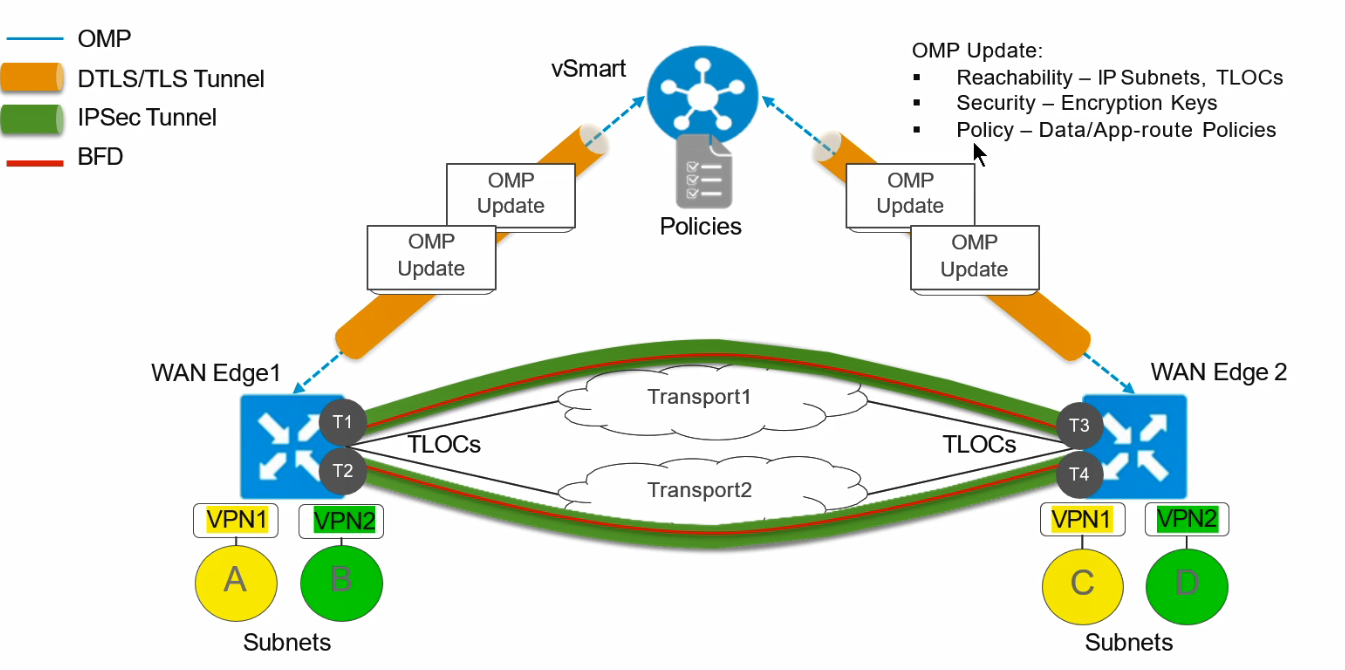 OMP
DTLS/TLS Tunnel
IPSec Tunnel
BFD
vSmart
Policies
OMP Update:
▪ Reachability – IP Subnets, TLOCs
▪ Security – Encryption Keys
▪ Policy – Data/App-route Policies
OMP
Update
OMP
Update
OMP
Update
OMP
Update
WAN Edge1
WAN Edge 2
T1
T2
TLOCs
Transport1
Transport2
TLOCs
T3
T4
VPN1
VPN2
VPN1
VPN2
A
B
C
D
Subnets
Subnets